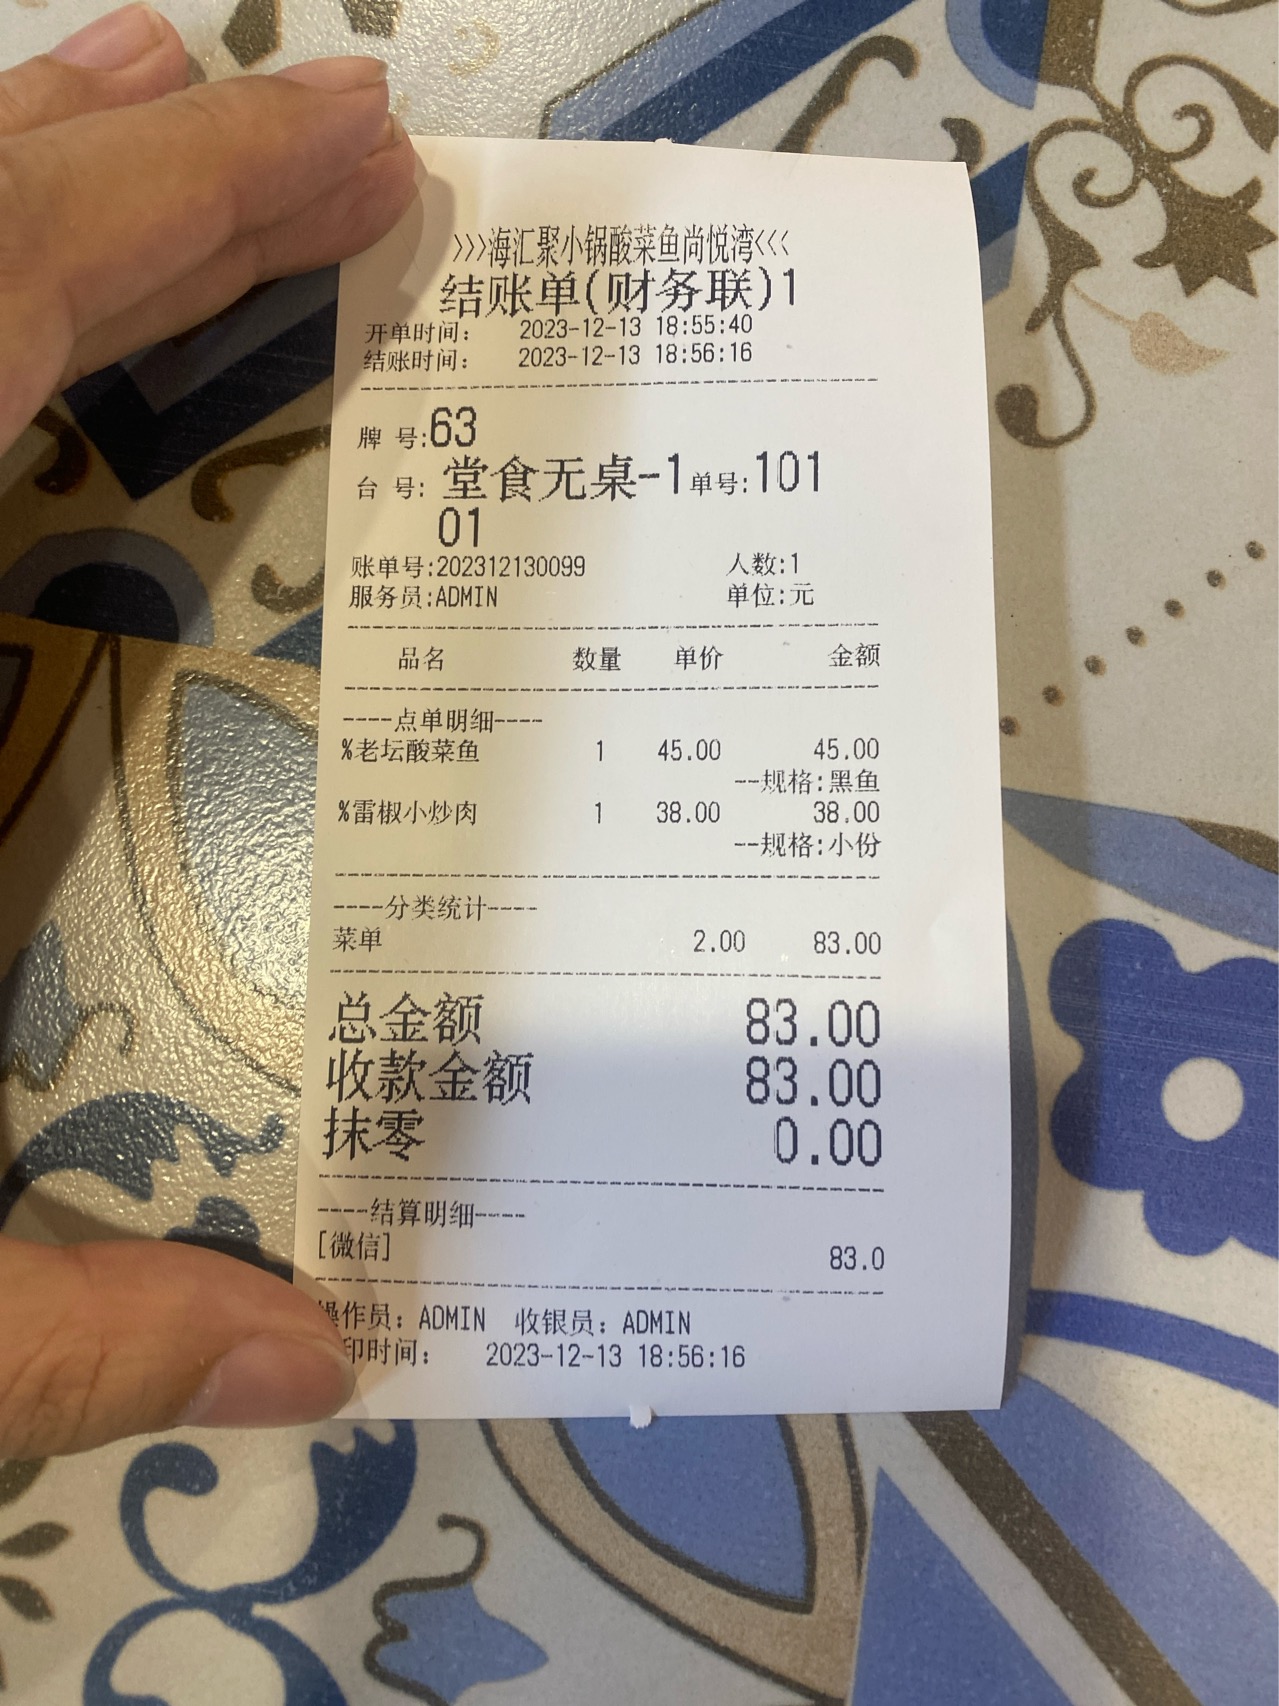 >>>海汇聚小锅酸菜鱼尚悦湾<<<
结账单(财务联)1
开单时间： 2023-12-13 18:55:40
结账时间： 2023-12-13 18:56:16
牌 号:63
台 号: 堂食无桌-1 单号:101
01
账单号:202312130099 人数:1
服务员:ADMIN 单位:元
品名 数量 单价 金额
----点单明细----
%老坛酸菜鱼 1 45.00 45.00
--规格:黑鱼
%雷椒小炒肉 1 38.00 38.00
--规格:小份
----分类统计----
菜单 2.00 83.00
总金额 83.00
收款金额 83.00
抹零 0.00
----结算明细----
[微信] 83.0
操作员：ADMIN 收银员：ADMIN
印时间： 2023-12-13 18:56:16